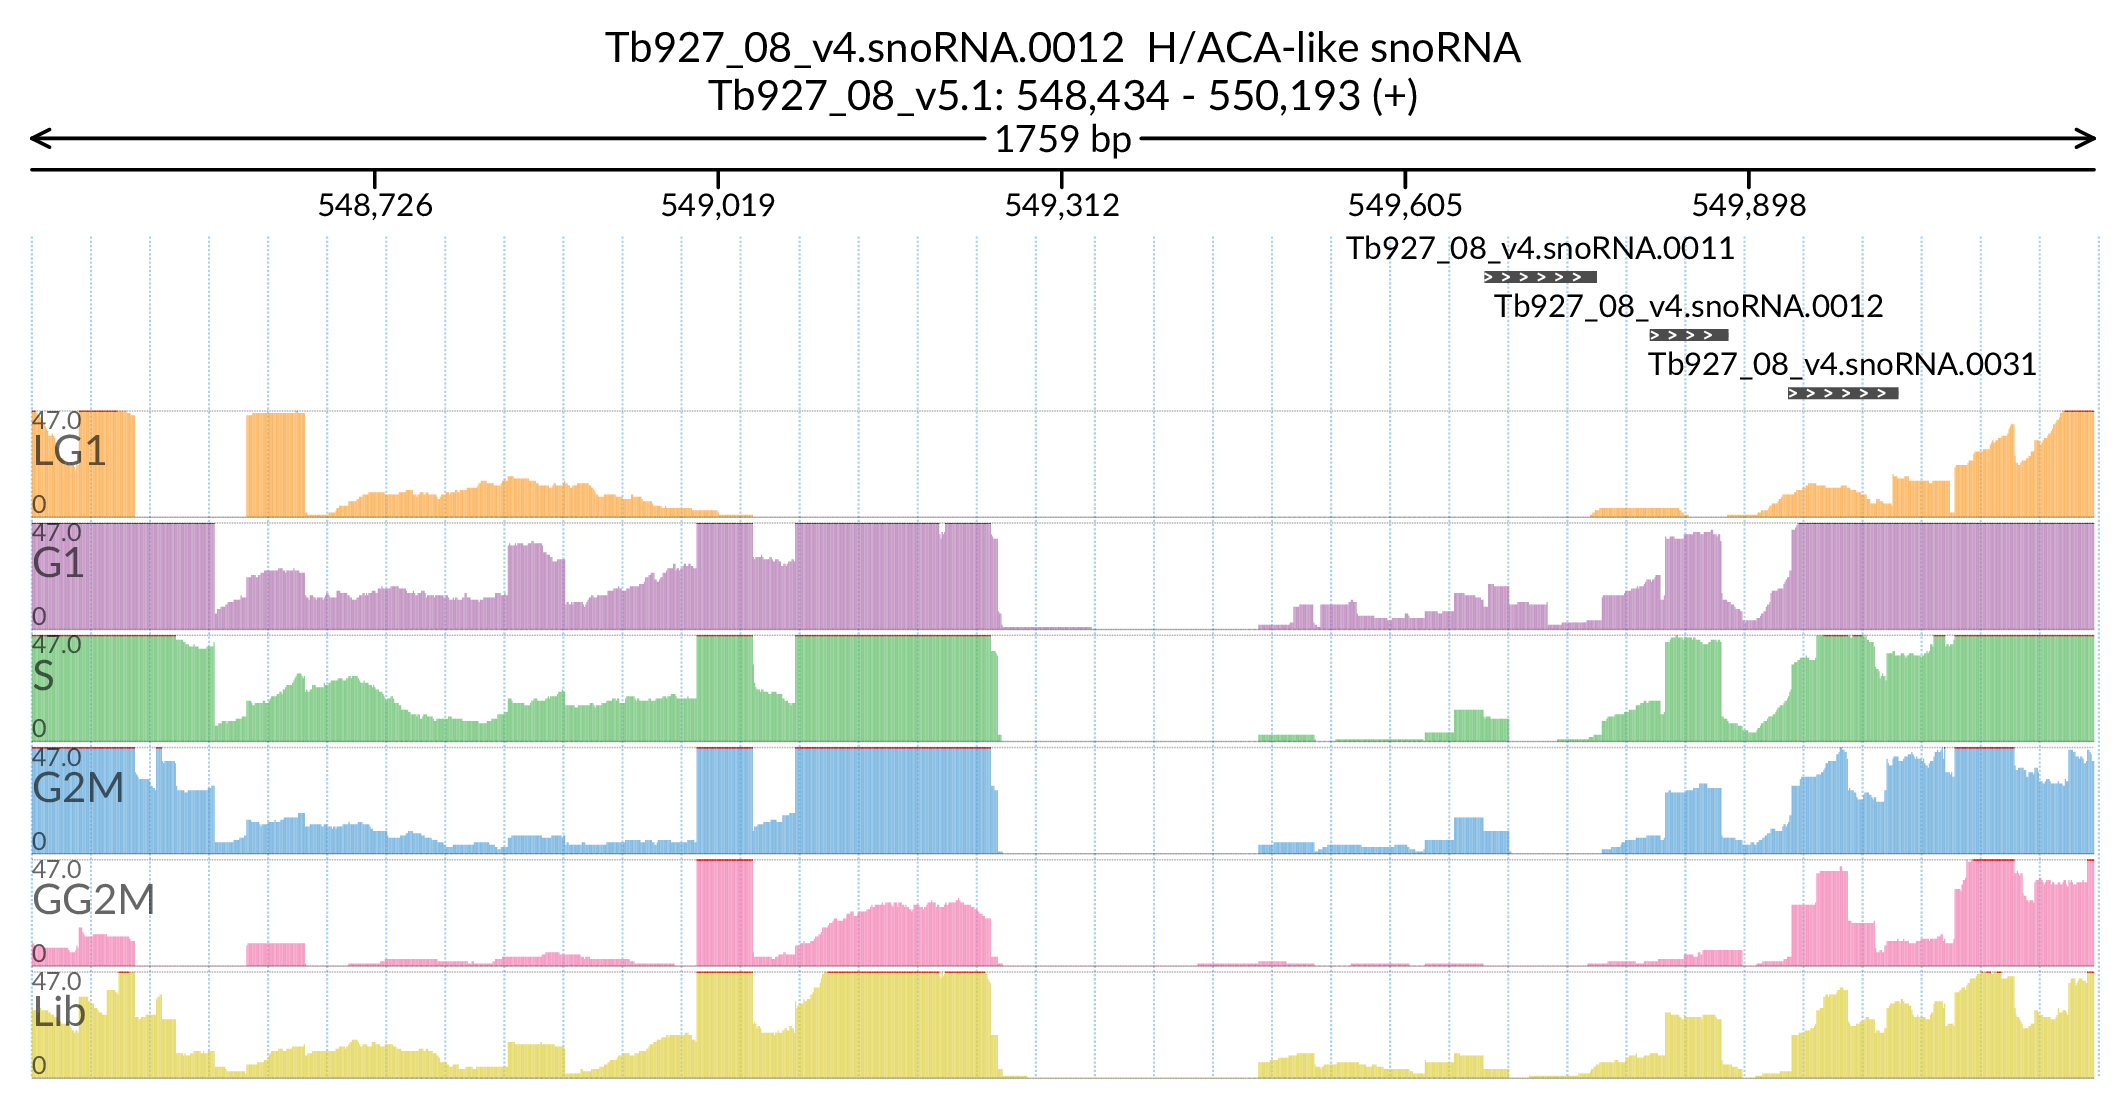 Tb927_08_v4.snoRNA.0012 H/ACA-like snoRNA
Tb927_08_v5.1: 548,434 - 550,193 (+)
1759 bp
548,726 549,019 549,312 549,605 549,898
Tb927_08_v4.snoRNA.0011
Tb927_08_v4.snoRNA.0012
Tb927_08_v4.snoRNA.0031
47.0
LG1
0
47.0
G1
0
47.0
S
0
47.0
G2M
0
47.0
GG2M
0
47.0
Lib
0